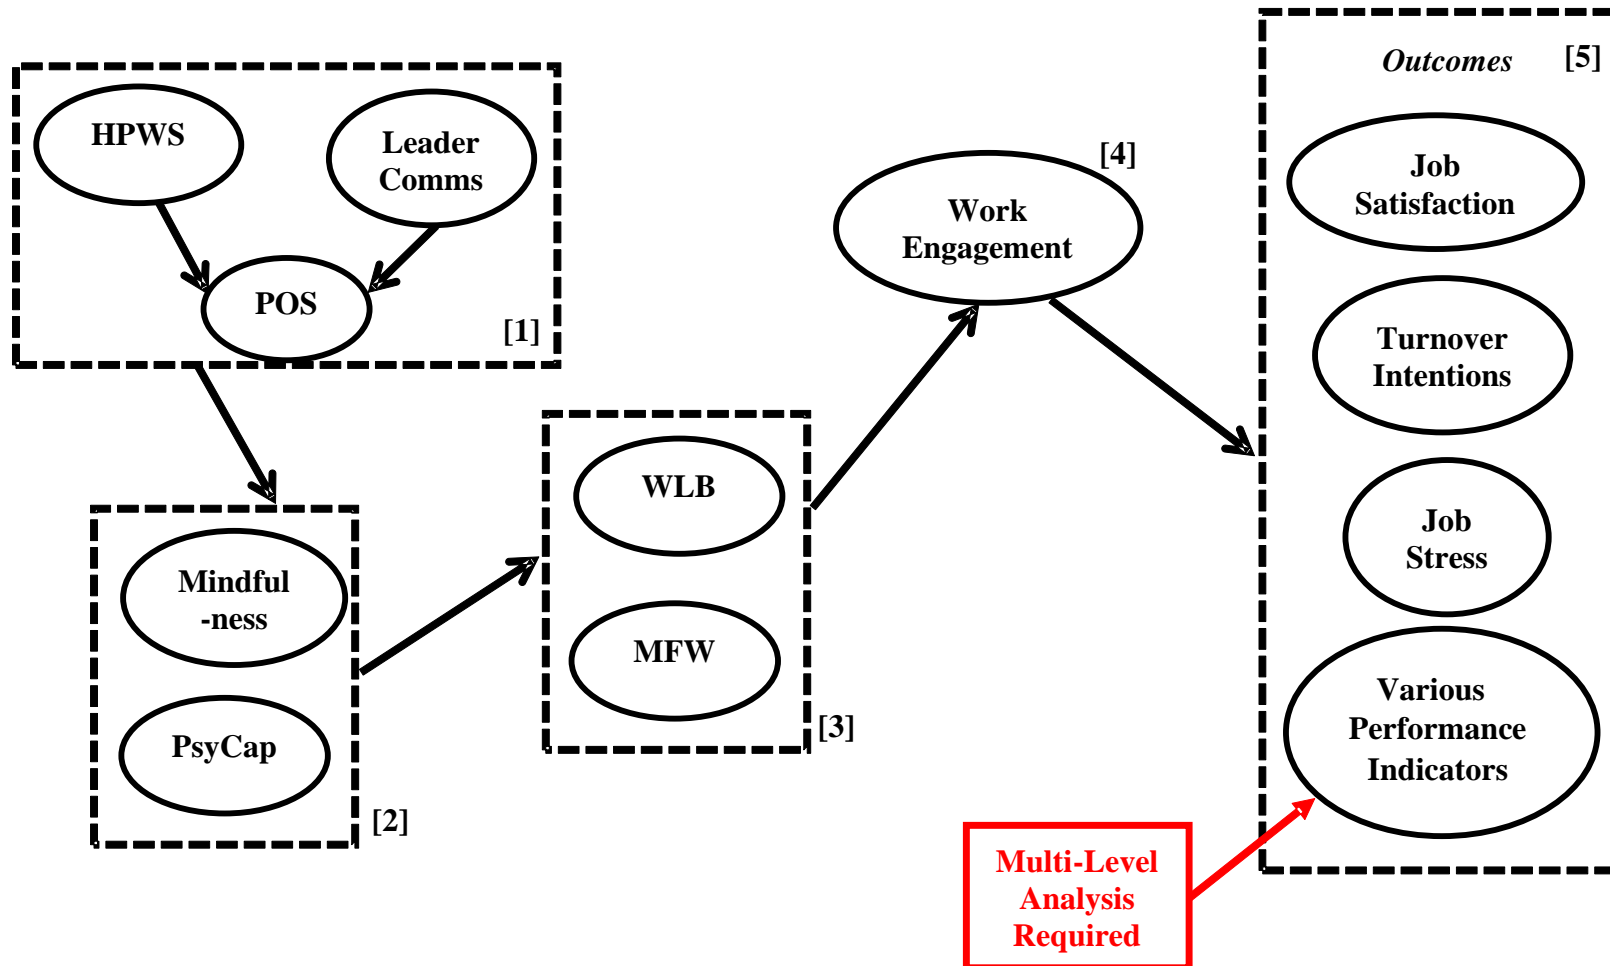 HPWS
Leader
Comms
POS
[1]
Mindful
-ness
PsyCap
[2]
WLB
MFW
[3]
[4]
Work
Engagement
Outcomes
[5]
Job
Satisfaction
Turnover
Intentions
Job
Stress
Various
Performance
Indicators
Multi-Level
Analysis
Required